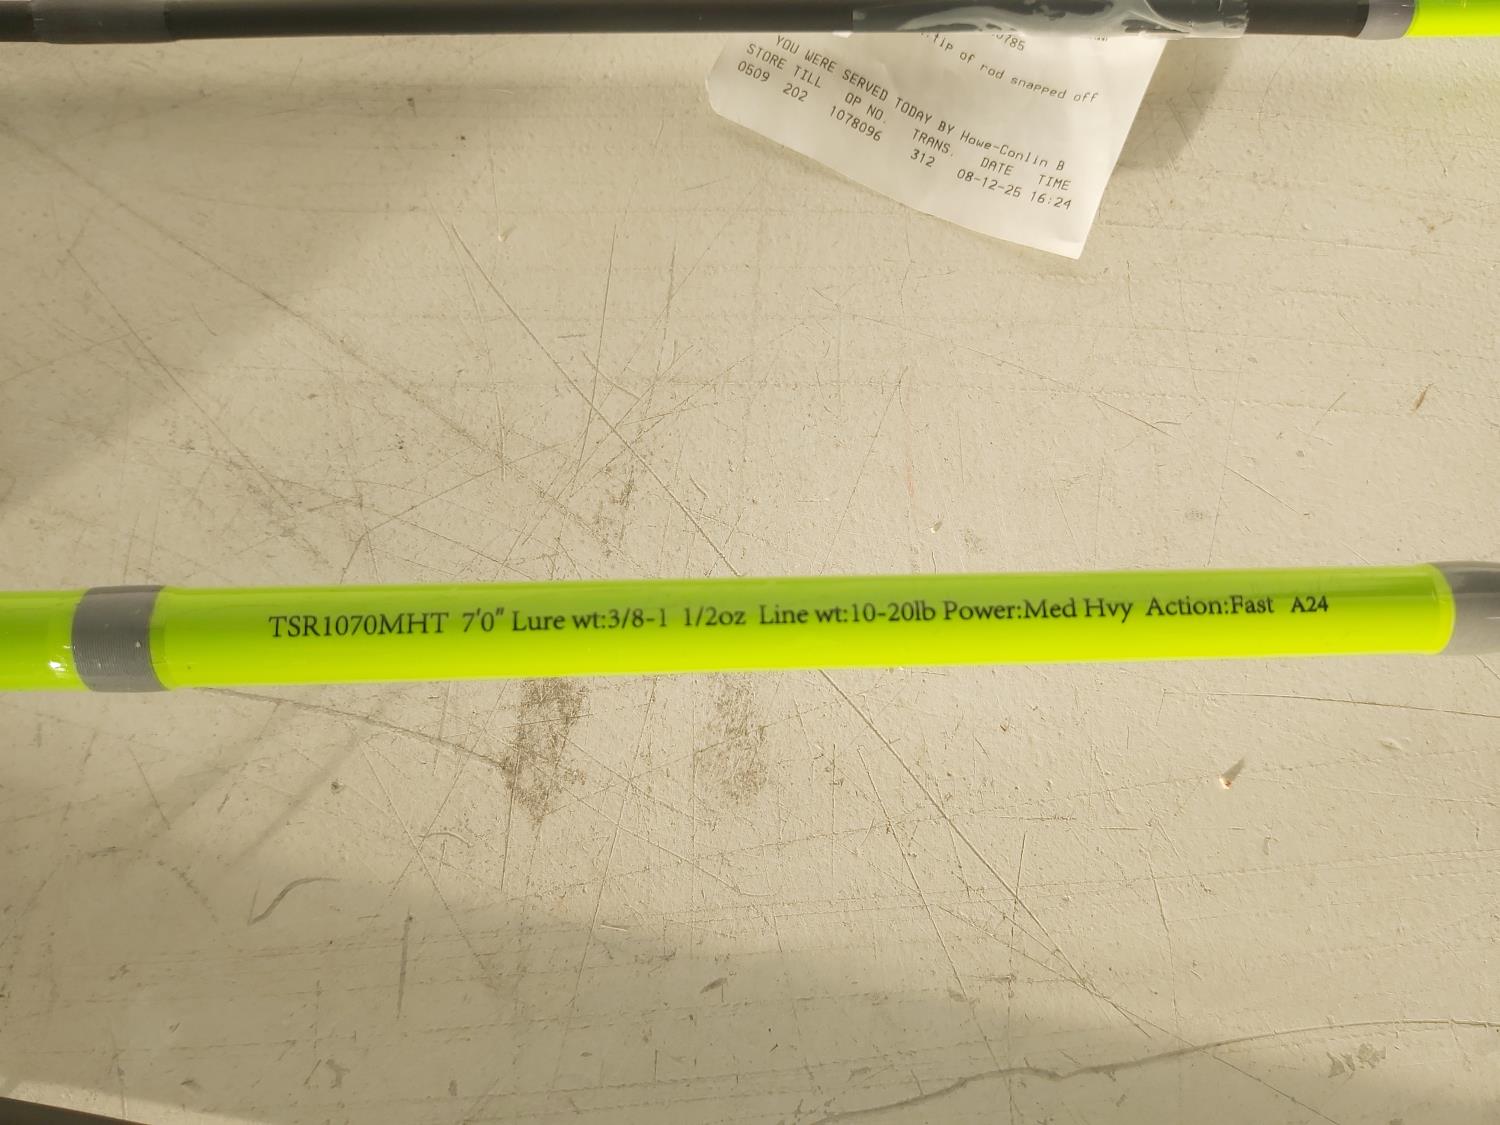 0785
tip of rod snapped off
YOU WERE SERVED TODAY BY Howe-Conlin B
STORE TILL OP NO. TRANS. DATE TIME
0509 202 1078096 312 08-12-25 16:24
TSR1070MHT 7'0" Lure wt:3/8-1 1/2oz Line wt:10-20lb Power:Med Hvy Action:Fast A24